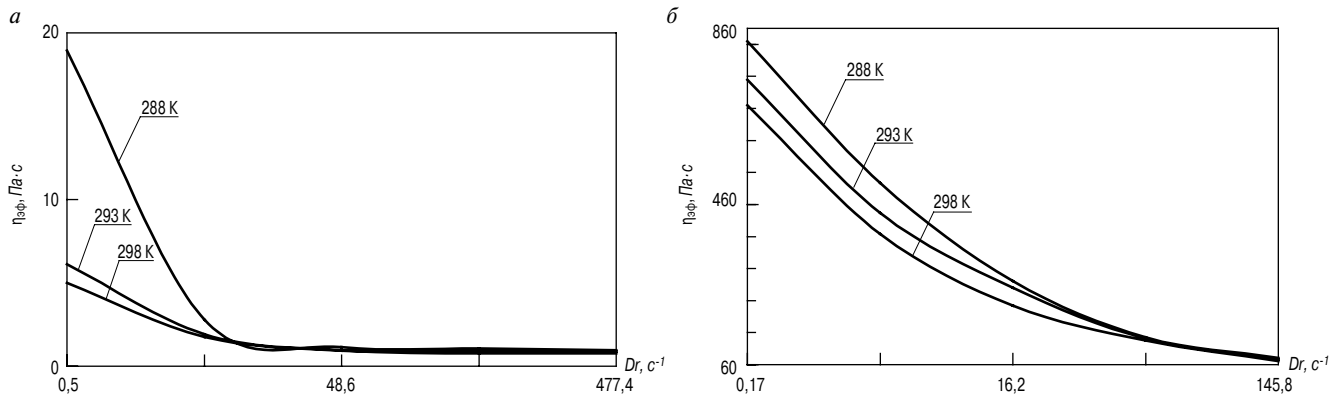 а
20
288 K
ηэф, Па·с
10
293 K
298 K
0
0,5
48,6
477,4
Dr, c⁻¹
б
860
288 K
293 K
ηэф, Па·с
460
298 K
60
0,17
16,2
145,8
Dr, c⁻¹